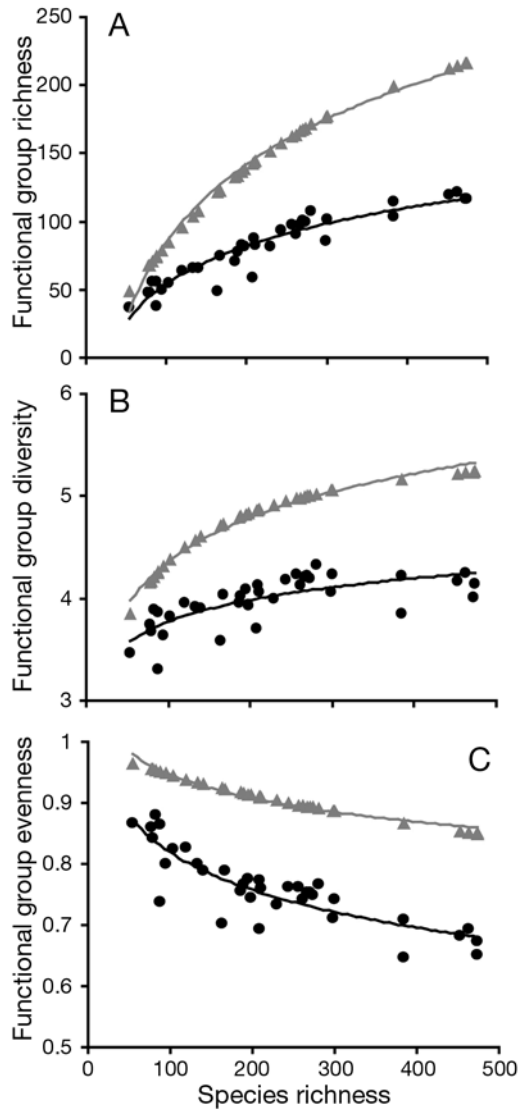 A
Functional group richness
250
200
150
100
50
0
B
Functional group diversity
6
5
4
3
C
Functional group evenness
1
0.9
0.8
0.7
0.6
0.5
0 100 200 300 400 500
Species richness